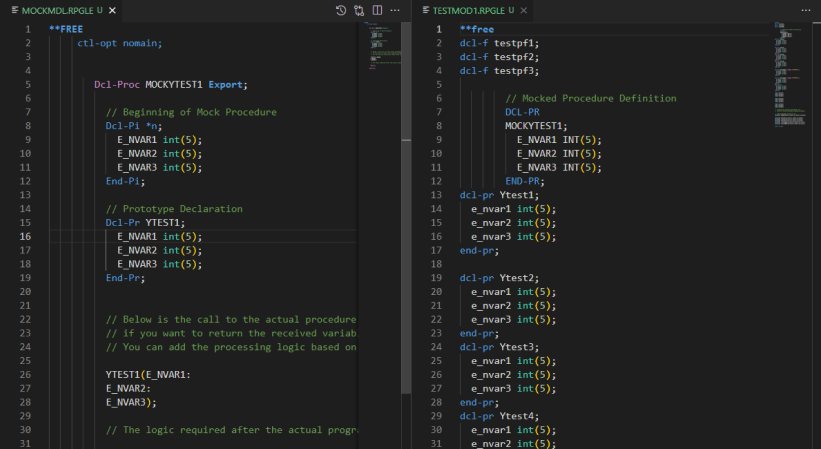 MOCKMDL.RPGLE U
1 **FREE
2 ctl-opt nomain;
3
4
5 Dcl-Proc MOCKYTEST1 Export;
6
7 // Beginning of Mock Procedure
8 Dcl-Pi *n;
9 E_NVAR1 int(5);
10 E_NVAR2 int(5);
11 E_NVAR3 int(5);
12 End-Pi;
13
14 // Prototype Declaration
15 Dcl-Pr YTEST1;
16 E_NVAR1 int(5);
17 E_NVAR2 int(5);
18 E_NVAR3 int(5);
19 End-Pr;
20
21
22 // Below is the call to the actual procedure
23 // if you want to return the received variab
24 // You can add the processing logic based on
25
26 YTEST1(E_NVAR1:
27 E_NVAR2:
28 E_NVAR3);
29
30 // The logic required after the actual progr
31
TESTMOD1.RPGLE U
1 **free
2 dcl-f testpf1;
3 dcl-f testpf2;
4 dcl-f testpf3;
5
6 // Mocked Procedure Definition
7 DCL-PR
8 MOCKYTEST1;
9 E_NVAR1 INT(5);
10 E_NVAR2 INT(5);
11 E_NVAR3 INT(5);
12 END-PR;
13 dcl-pr Ytest1;
14 e_nvar1 int(5);
15 e_nvar2 int(5);
16 e_nvar3 int(5);
17 end-pr;
18
19 dcl-pr Ytest2;
20 e_nvar1 int(5);
21 e_nvar2 int(5);
22 e_nvar3 int(5);
23 end-pr;
24 dcl-pr Ytest3;
25 e_nvar1 int(5);
26 e_nvar2 int(5);
27 e_nvar3 int(5);
28 end-pr;
29 dcl-pr Ytest4;
30 e_nvar1 int(5);
31 e_nvar2 int(5);